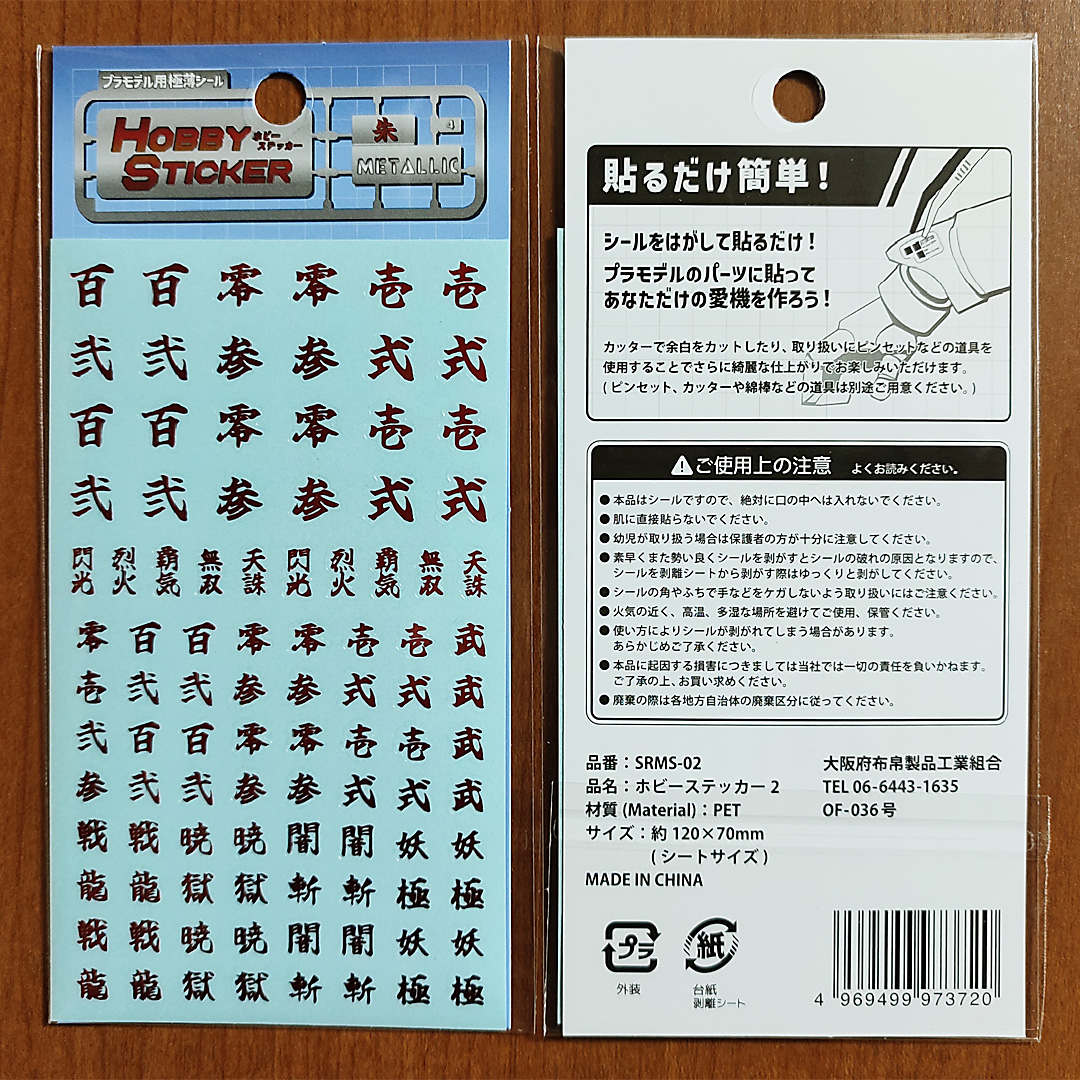 プラモデル用極薄シール
HOBBY
ホビー
ステッカー
STICKER
朱
4
METALLIC
百 百 零 零 壱 壱
弐 弐 参 参 式 式
百 百 零 零 壱 壱
弐 弐 参 参 式 式
閃光 烈火 覇気 無双 天誅 閃光 烈火 覇気 無双 天誅
零 百 百 零 零 壱 壱 武
壱 弐 弐 参 参 式 式 武
弐 百 百 零 零 壱 壱 武
参 弐 弐 参 参 式 式 武
戦 戦 暁 暁 闇 闇 妖 妖
龍 龍 獄 獄 斬 斬 極 極
戦 戦 暁 暁 闇 闇 妖 妖
龍 龍 獄 獄 斬 斬 極 極
貼るだけ簡単!
シールをはがして貼るだけ!
プラモデルのパーツに貼って
あなただけの愛機を作ろう!
カッターで余白をカットしたり、取り扱いにピンセットなどの道具を
使用することでさらに綺麗な仕上がりでお楽しみいただけます。
(ピンセット、カッターや綿棒などの道具は別途ご用意ください。)
ご使用上の注意 よくお読みください。
●本品はシールですので、絶対に口の中へは入れないでください。
●肌に直接貼らないでください。
●幼児が取り扱う場合は保護者の方が十分に注意してください。
●素早くまた勢い良くシールを剥がすとシールの破れの原因となりますので、
シールを剥離シートから剥がす際はゆっくりと剥がしてください。
●シールの角やふちで手などをケガしないよう取り扱いにはご注意ください。
●火気の近く、高温、多湿な場所を避けてご使用、保管ください。
●使い方によりシールが剥がれてしまう場合があります。
あらかじめご了承ください。
●本品に起因する損害につきましては当社では一切の責任を負いかねます。
ご了承の上、お買い求めください。
●廃棄の際は各地方自治体の廃棄区分に従ってください。
品番:SRMS-02
品名:ホビーステッカー2
材質(Material):PET
サイズ:約120×70mm
(シートサイズ)
MADE IN CHINA
大阪府布帛製品工業組合
TEL 06-6443-1635
OF-036号
プラ
外装
紙
台紙
剥離シート
4 969499 973720